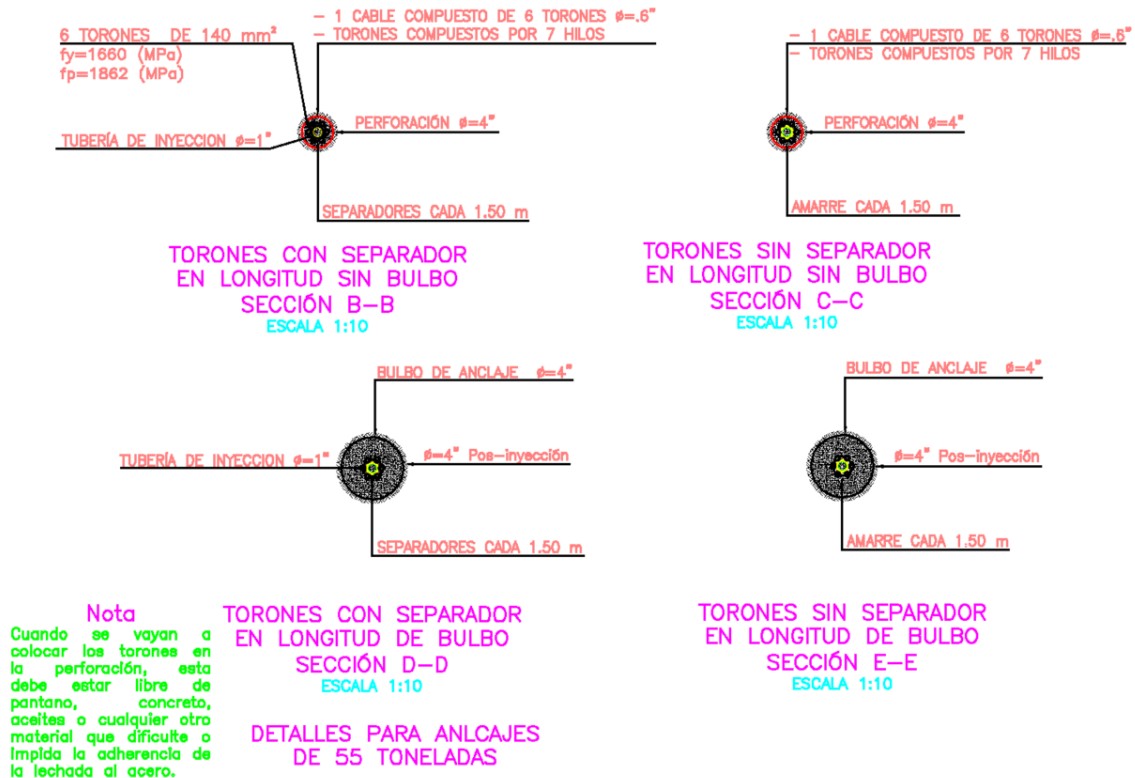 6 TORONES DE 140 mm²
fy=1660 (MPa)
fp=1862 (MPa)
- 1 CABLE COMPUESTO DE 6 TORONES ø=.6"
- TORONES COMPUESTOS POR 7 HILOS
TUBERÍA DE INYECCION ø=1"
PERFORACIÓN ø=4"
SEPARADORES CADA 1.50 m
TORONES CON SEPARADOR
EN LONGITUD SIN BULBO
SECCIÓN B-B
ESCALA 1:10
- 1 CABLE COMPUESTO DE 6 TORONES ø=.6"
- TORONES COMPUESTOS POR 7 HILOS
PERFORACIÓN ø=4"
AMARRE CADA 1.50 m
TORONES SIN SEPARADOR
EN LONGITUD SIN BULBO
SECCIÓN C-C
ESCALA 1:10
BULBO DE ANCLAJE ø=4"
TUBERÍA DE INYECCION ø=1"
ø=4" Pos-inyección
SEPARADORES CADA 1.50 m
TORONES CON SEPARADOR
EN LONGITUD DE BULBO
SECCIÓN D-D
ESCALA 1:10
BULBO DE ANCLAJE ø=4"
ø=4" Pos-inyección
AMARRE CADA 1.50 m
TORONES SIN SEPARADOR
EN LONGITUD DE BULBO
SECCIÓN E-E
ESCALA 1:10
Nota
Cuando se vayan a
colocar los torones en
la perforación, esta
debe estar libre de
pantano, concreto,
aceites o cualquier otro
material que dificulte o
impida la adherencia de
la lechada al acero.
DETALLES PARA ANLCAJES
DE 55 TONELADAS